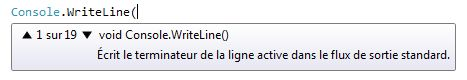 Console.WriteLine(
▲ 1 sur 19 ▼ void Console.WriteLine()
Écrit le terminateur de la ligne active dans le flux de sortie standard.